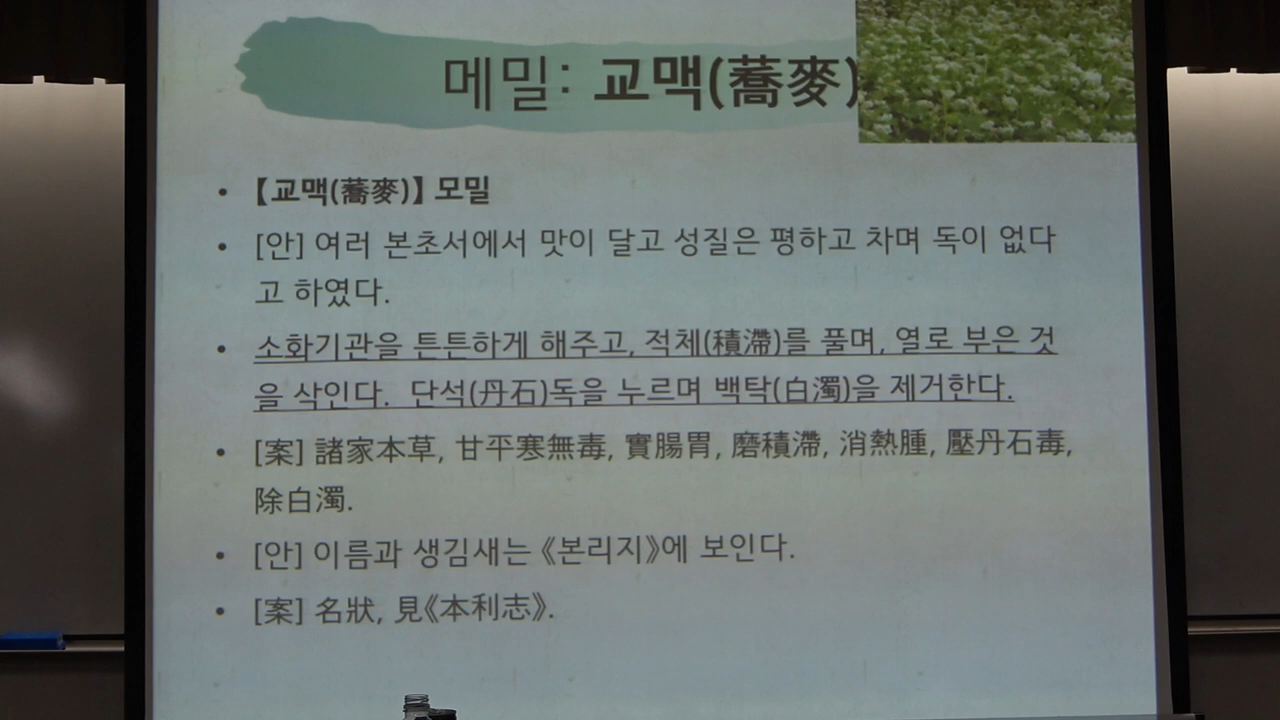 메밀: 교맥(蕎麥)
• 【교맥(蕎麥)】 모밀
• [안] 여러 본초서에서 맛이 달고 성질은 평하고 차며 독이 없다
고 하였다.
• 소화기관을 튼튼하게 해주고, 적체(積滯)를 풀며, 열로 부은 것
을 삭인다. 단석(丹石)독을 누르며 백탁(白濁)을 제거한다.
• [案] 諸家本草, 甘平寒無毒, 實腸胃, 磨積滯, 消熱腫, 壓丹石毒,
除白濁.
• [안] 이름과 생김새는 《본리지》에 보인다.
• [案] 名狀, 見《本利志》.